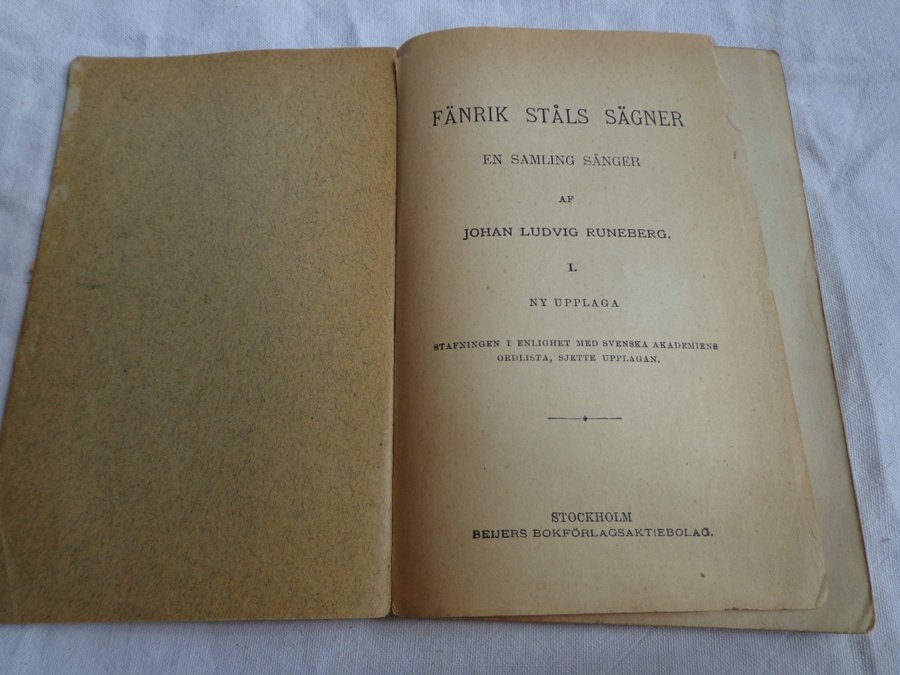 FÄNRIK STÅLS SÄGNER
EN SAMLING SÅNGER
AF
JOHAN LUDVIG RUNEBERG.
I.
NY UPPLAGA
STAFNINGEN I ENLIGHET MED SVENSKA AKADEMIENS
ORDLISTA, SJETTE UPPLAGAN.
STOCKHOLM
BEIJERS BOKFÖRLAGSAKTIEBOLAG.